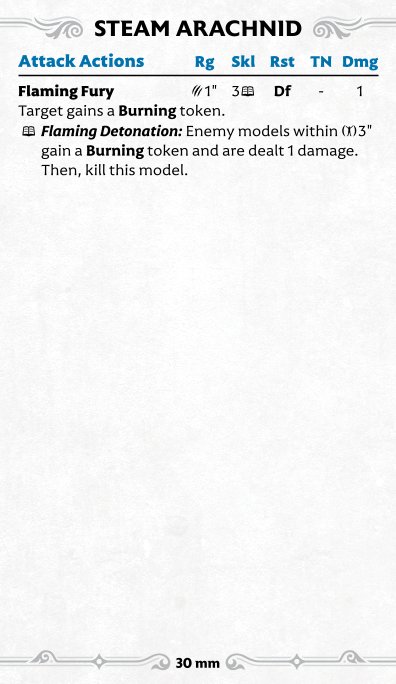 STEAM ARACHNID
Attack Actions Rg Skl Rst TN Dmg
Flaming Fury 1" 3 Df - 1
Target gains a Burning token.
Flaming Detonation: Enemy models within 3"
gain a Burning token and are dealt 1 damage.
Then, kill this model.
30 mm